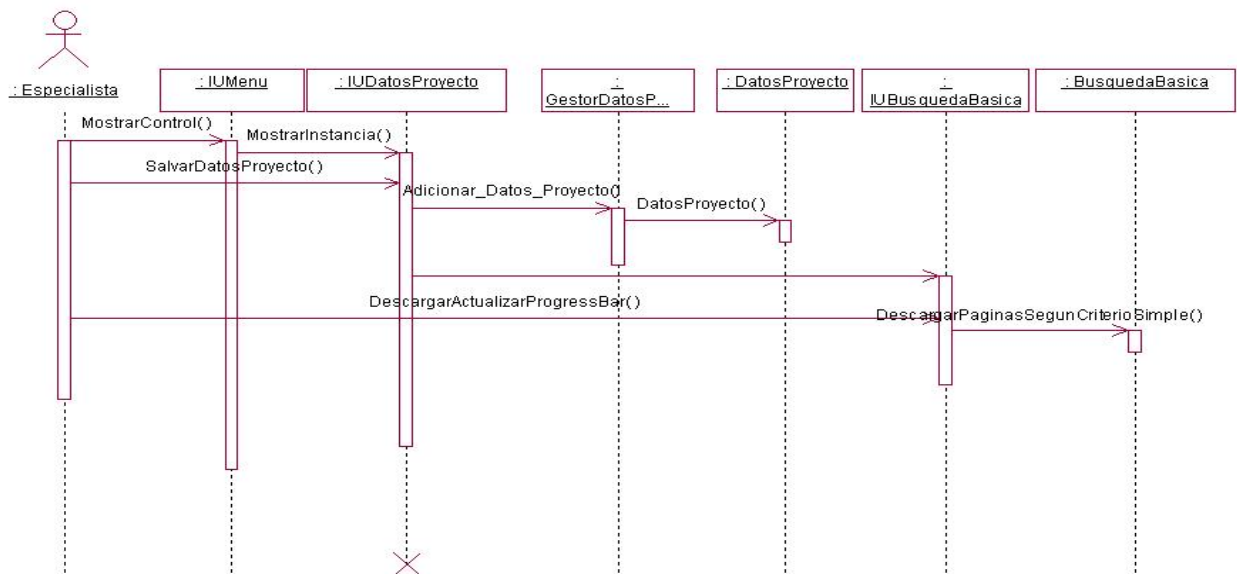 : Especialista
: IUMenu
: IUDatosProyecto
:
GestorDatosP...
: DatosProyecto
:
IUBusquedaBasica
: BusquedaBasica
MostrarControl()
MostrarInstancia()
SalvarDatosProyecto()
Adicionar_Datos_Proyecto()
DatosProyecto()
DescargarActualizarProgressBar()
DescargarPaginasSegunCriterioSimple()